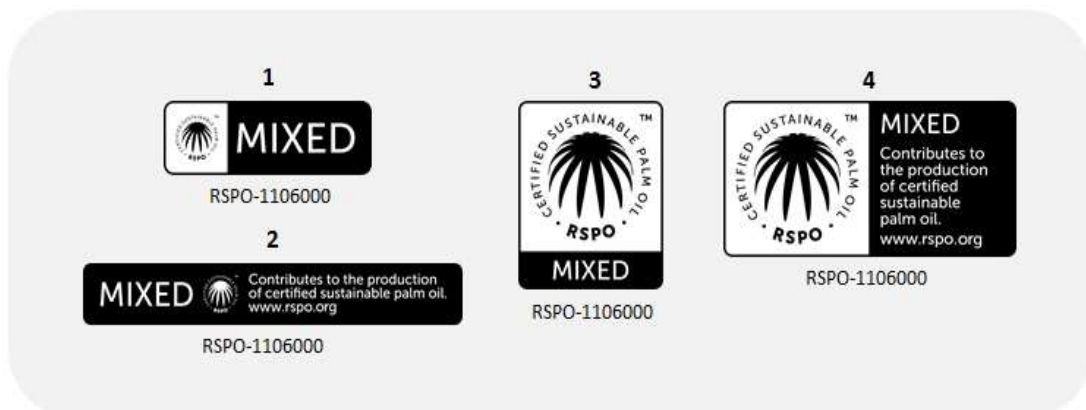 1
MIXED
RSPO-1106000
2
MIXED
Contributes to the production
of certified sustainable palm oil.
www.rspo.org
RSPO-1106000
3
CERTIFIED SUSTAINABLE PALM OIL ™
· RSPO ·
MIXED
RSPO-1106000
4
CERTIFIED SUSTAINABLE PALM OIL ™
· RSPO ·
MIXED
Contributes to
the production
of certified
sustainable
palm oil.
www.rspo.org
RSPO-1106000